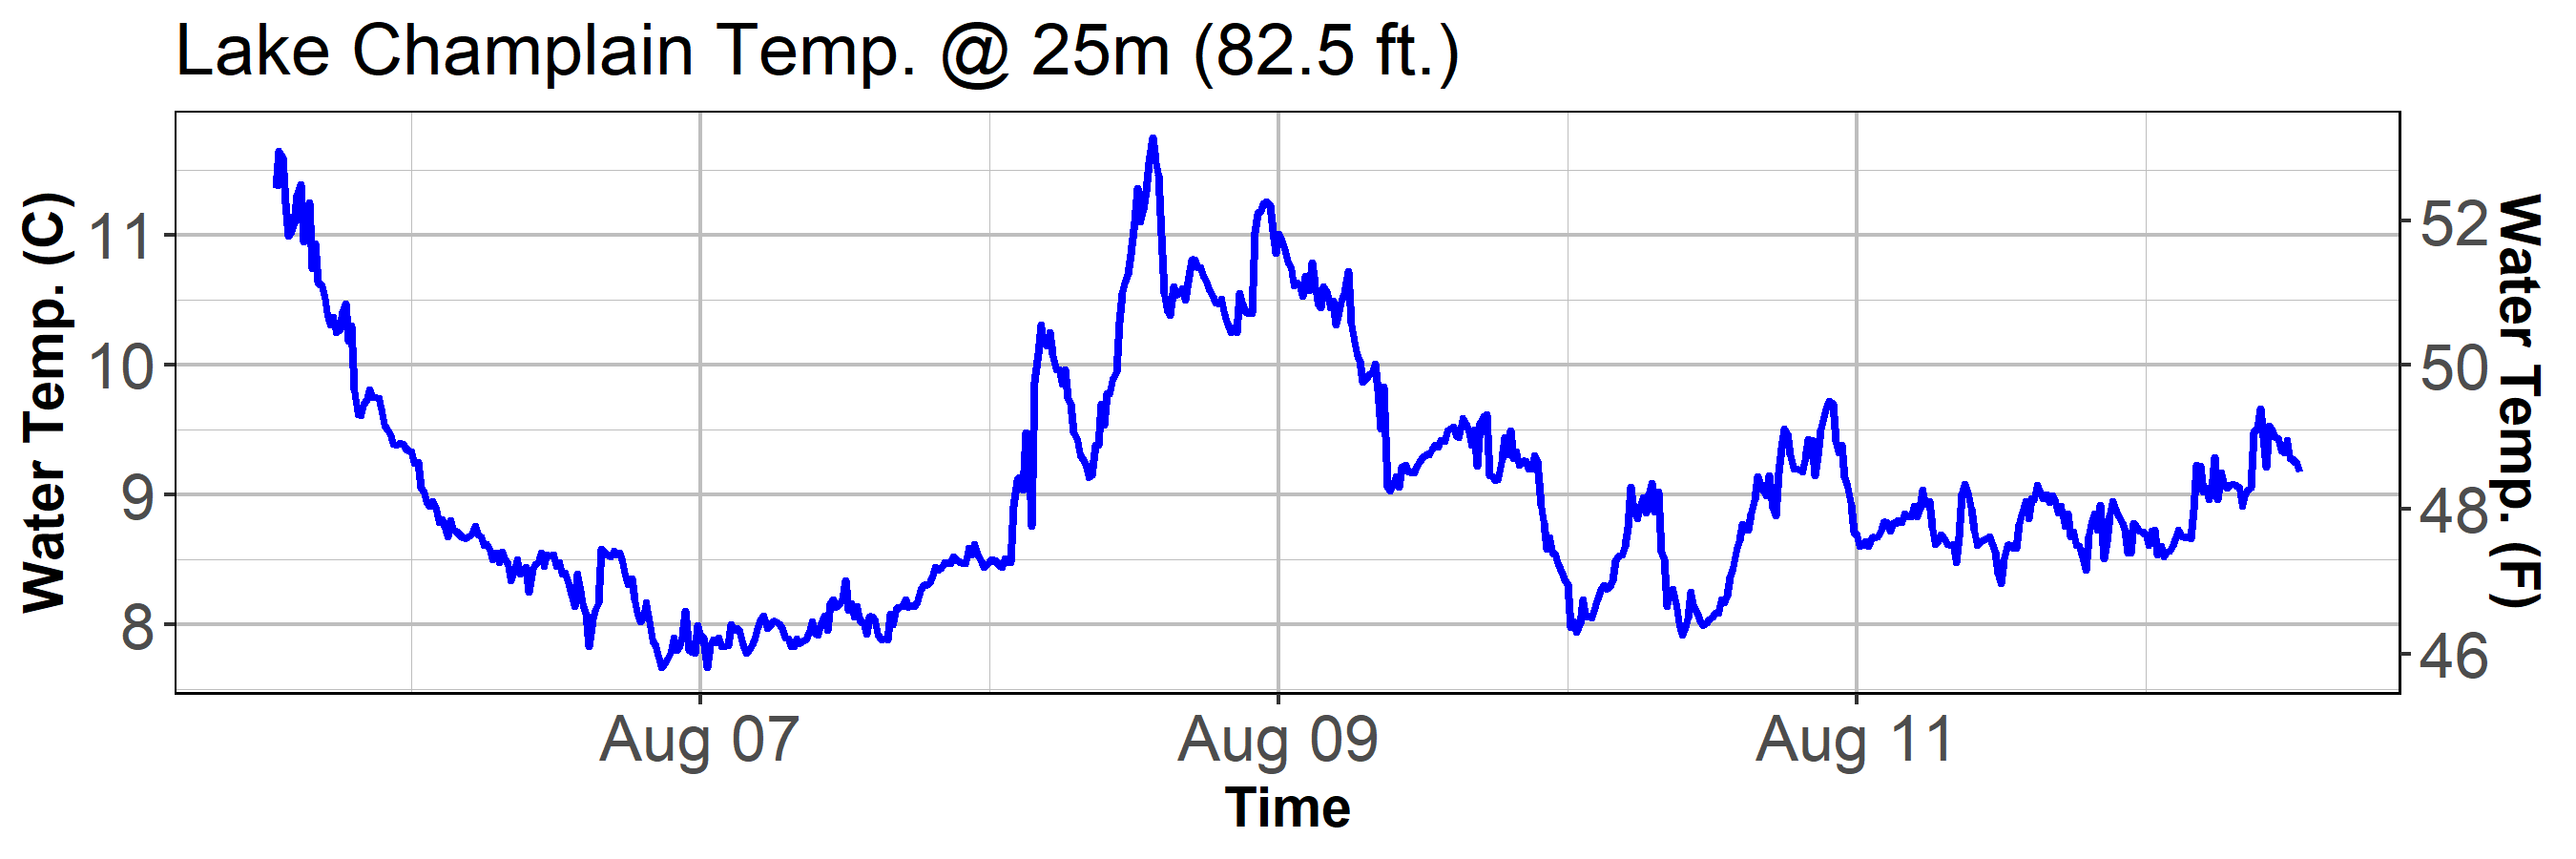 Lake Champlain Temp. @ 25m (82.5 ft.)
Water Temp. (C)
11
10
9
8
52
50
48
46
Water Temp. (F)
Aug 07
Aug 09
Aug 11
Time